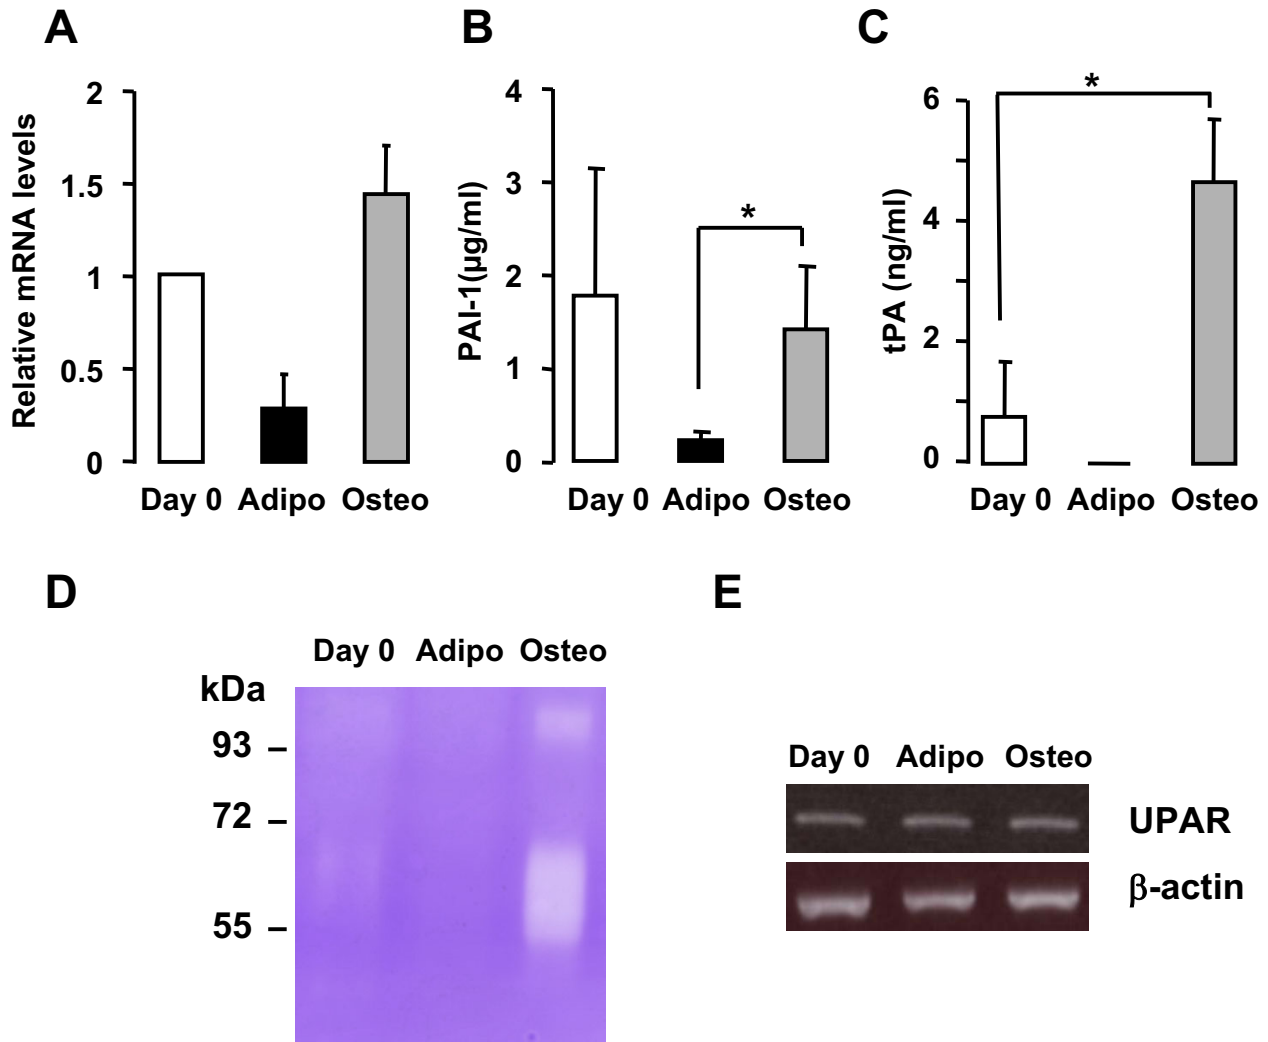 A
Relative mRNA levels
2
1.5
1
0.5
0
Day 0 Adipo Osteo
B
PAI-1(μg/ml)
4
3
2
1
0
*
Day 0 Adipo Osteo
C
tPA (ng/ml)
6
4
2
0
*
Day 0 Adipo Osteo
D
Day 0 Adipo Osteo
kDa
93
72
55
E
Day 0 Adipo Osteo
UPAR
β-actin